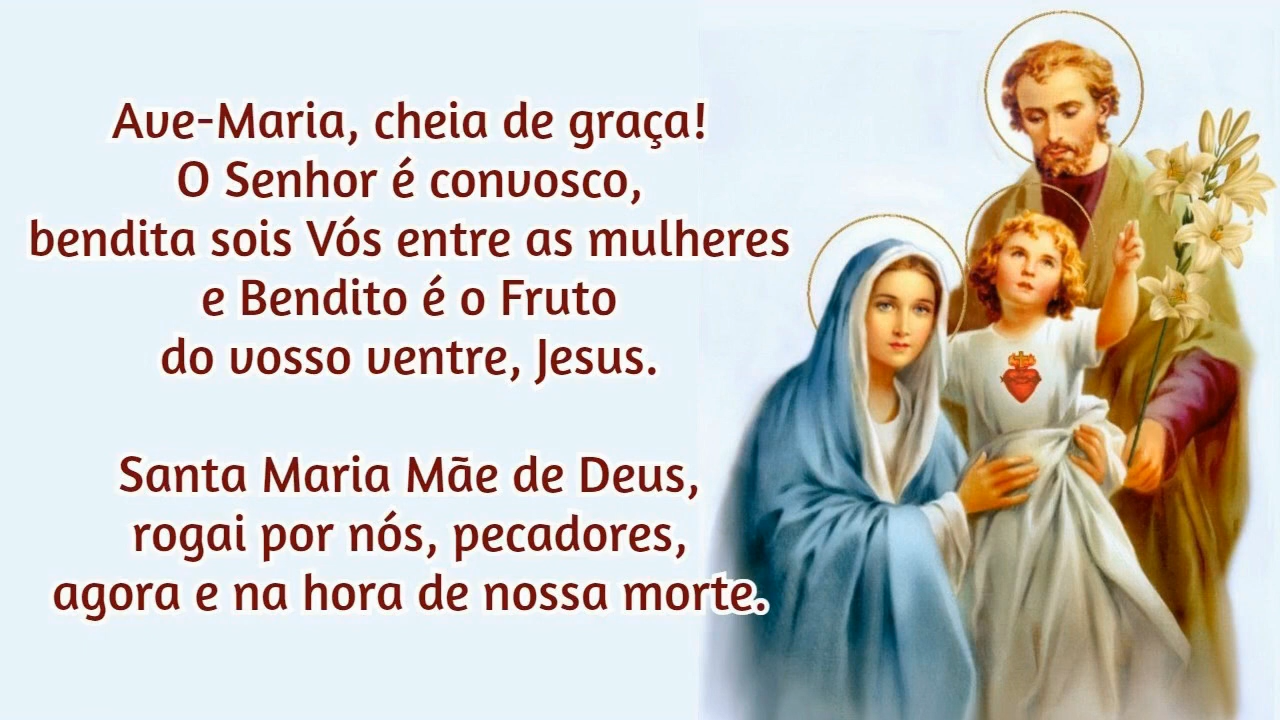 Ave-Maria, cheia de graça!
O Senhor é convosco,
bendita sois Vós entre as mulheres
e Bendito é o Fruto
do vosso ventre, Jesus.
Santa Maria Mãe de Deus,
rogai por nós, pecadores,
agora e na hora de nossa morte.